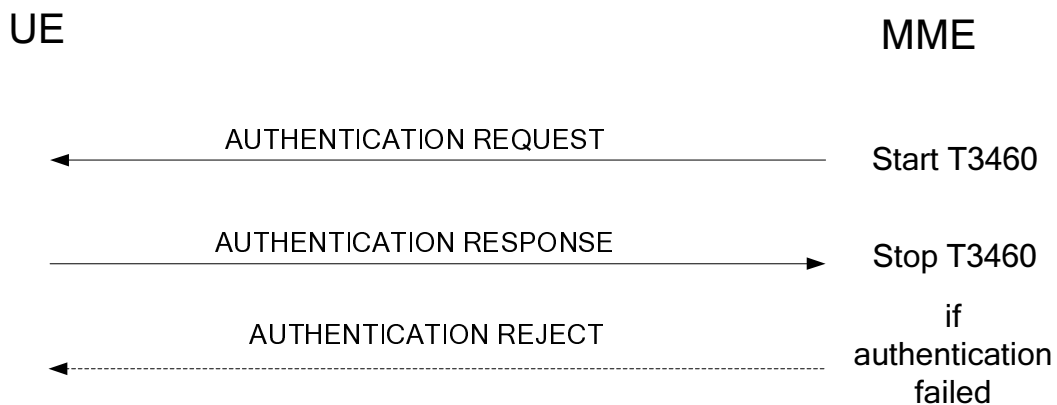 UE
MME
AUTHENTICATION REQUEST
Start T3460
AUTHENTICATION RESPONSE
Stop T3460
AUTHENTICATION REJECT
if
authentication
failed